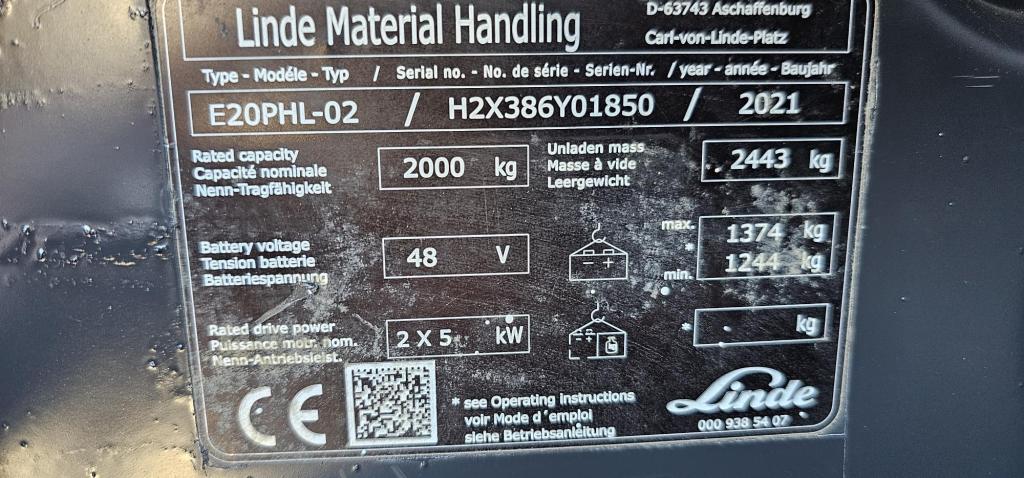 Linde Material Handling
D-63743 Aschaffenburg
Carl-von-Linde-Platz
Type - Modéle - Typ / Serial no. - No. de série - Serien-Nr. / year - année - Baujahr
E20PHL-02 / H2X386Y01850 / 2021
Rated capacity
Capacité nominale
Nenn-Tragfähigkeit
2000 kg
Unladen mass
Masse à vide
Leergewicht
2443 kg
Battery voltage
Tension batterie
Batteriespannung
48 V
- +
max. 1374 kg
*
min. 1244 kg
Rated drive power
Puissance motr. nom.
Nenn-Antriebsleist.
2 X 5 kW
- +
* kg
CE
* see Operating Instructions
voir Mode d'emploi
siehe Betriebsanleitung
Linde
000 938 54 07